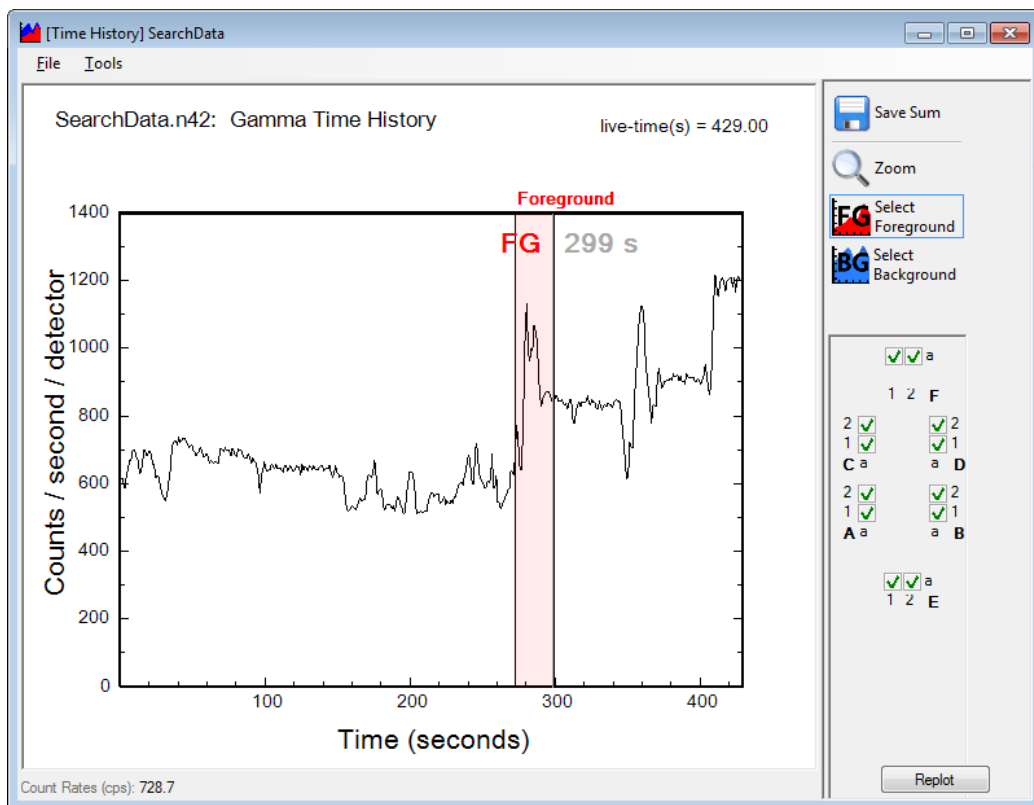 [Time History] SearchData
File Tools
SearchData.n42: Gamma Time History
live-time(s) = 429.00
Foreground
FG 299 s
1400
1200
1000
800
600
400
200
0
100 200 300 400
Counts / second / detector
Time (seconds)
Count Rates (cps): 728.7
Save Sum
Zoom
FG Select
Foreground
BG Select
Background
a
1 2 F
2 2
1 1
C a a D
2 2
1 1
A a a B
a
1 2 E
Replot